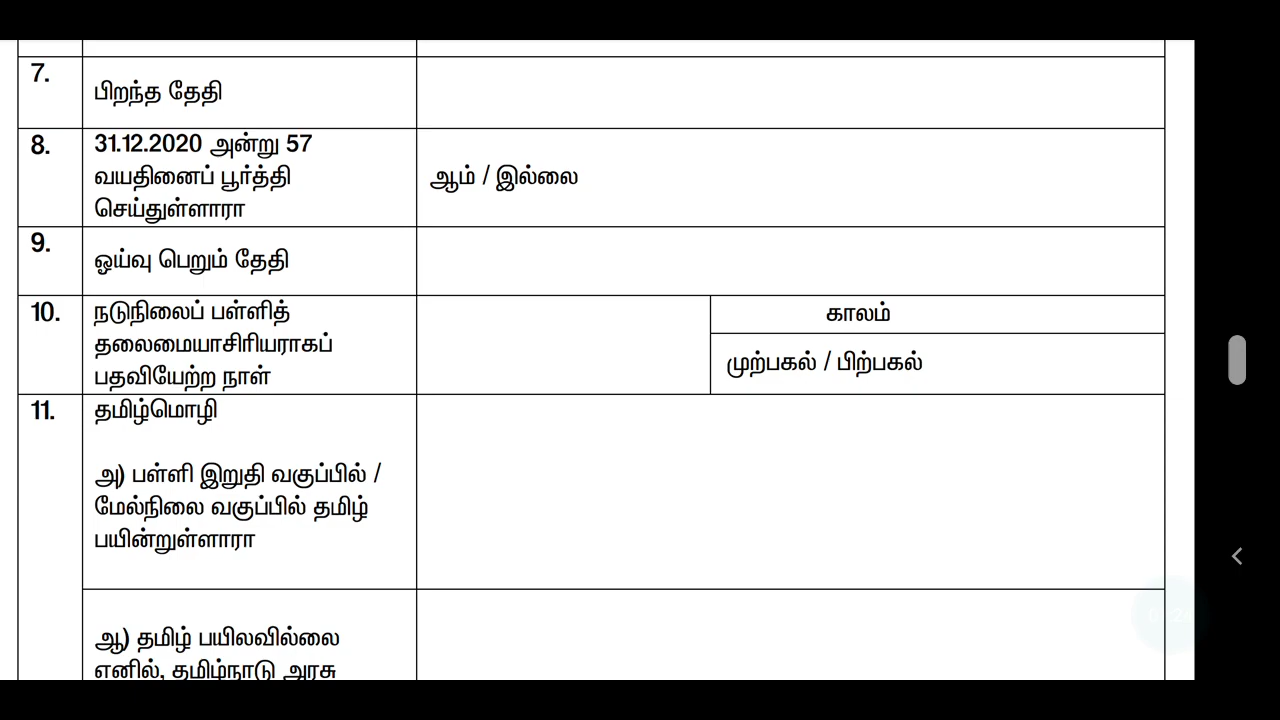 7.
பிறந்த தேதி
8.
31.12.2020 அன்று 57
வயதினைப் பூர்த்தி
செய்துள்ளாரா
ஆம் / இல்லை
9.
ஓய்வு பெறும் தேதி
10.
நடுநிலைப் பள்ளித்
தலைமையாசிரியராகப்
பதவியேற்ற நாள்
காலம்
முற்பகல் / பிற்பகல்
11.
தமிழ்மொழி
அ) பள்ளி இறுதி வகுப்பில் /
மேல்நிலை வகுப்பில் தமிழ்
பயின்றுள்ளாரா
ஆ) தமிழ் பயிலவில்லை
எனில், தமிழ்நாடு அரசு